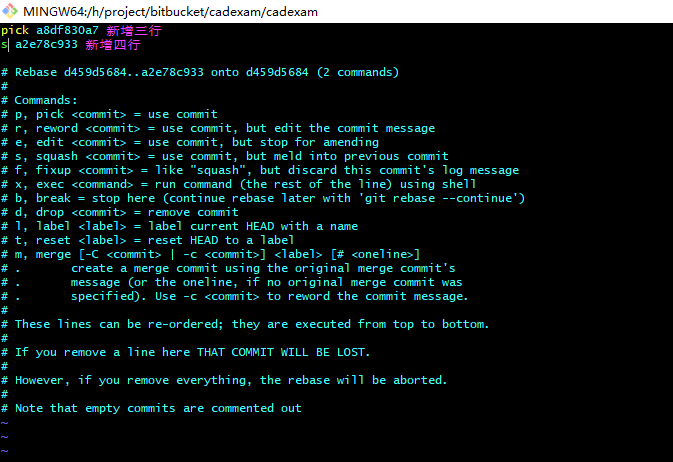 MINGW64:/h/project/bitbucket/cadexam/cadexam
pick a8df830a7 新增三行
s a2e78c933 新增四行
# Rebase d459d5684..a2e78c933 onto d459d5684 (2 commands)
#
# Commands:
# p, pick <commit> = use commit
# r, reword <commit> = use commit, but edit the commit message
# e, edit <commit> = use commit, but stop for amending
# s, squash <commit> = use commit, but meld into previous commit
# f, fixup <commit> = like "squash", but discard this commit's log message
# x, exec <command> = run command (the rest of the line) using shell
# b, break = stop here (continue rebase later with 'git rebase --continue')
# d, drop <commit> = remove commit
# l, label <label> = label current HEAD with a name
# t, reset <label> = reset HEAD to a label
# m, merge [-C <commit> | -c <commit>] <label> [# <oneline>]
# .       create a merge commit using the original merge commit's
# .       message (or the oneline, if no original merge commit was
# .       specified). Use -c <commit> to reword the commit message.
#
# These lines can be re-ordered; they are executed from top to bottom.
#
# If you remove a line here THAT COMMIT WILL BE LOST.
#
# However, if you remove everything, the rebase will be aborted.
#
# Note that empty commits are commented out
~
~
~